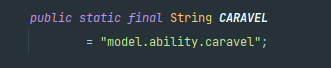 public static final String CARAVEL
= "model.ability.caravel";